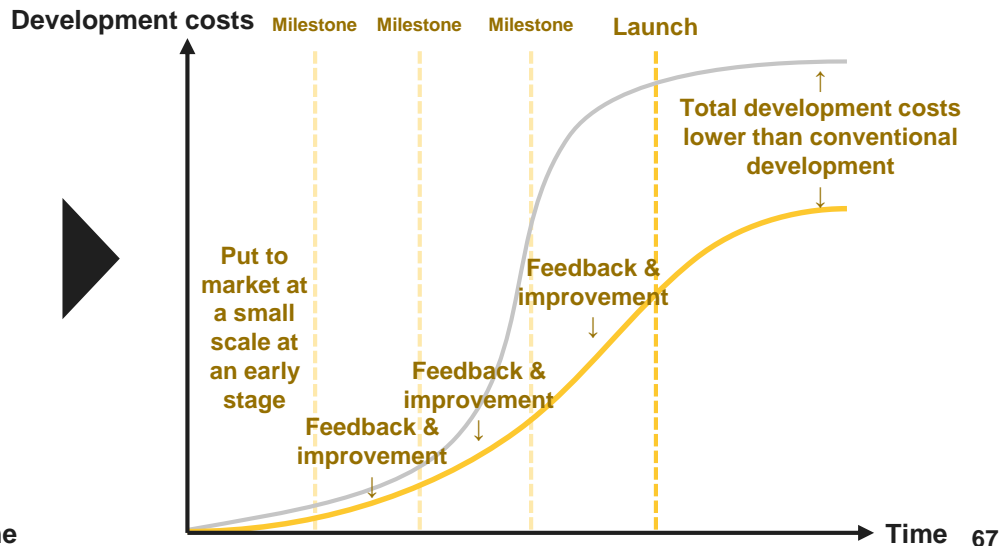 Development costs
Milestone
Milestone
Milestone
Launch
↑
Total development costs
lower than conventional
development
↓
Put to
market at
a small
scale at
an early
stage
Feedback &
improvement
↓
Feedback &
improvement
↓
Feedback &
improvement
↓
Time
67